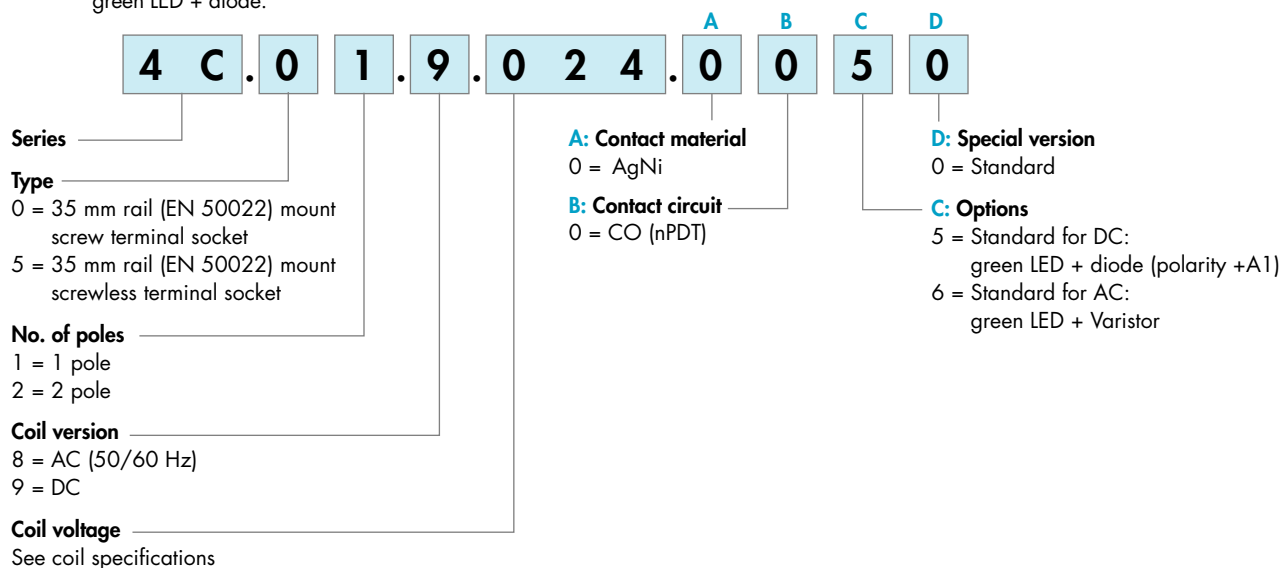 green LED + diode.
A B C D
4 C . 0 1 . 9 . 0 2 4 . 0 0 5 0
Series
Type
0 = 35 mm rail (EN 50022) mount
screw terminal socket
5 = 35 mm rail (EN 50022) mount
screwless terminal socket
No. of poles
1 = 1 pole
2 = 2 pole
Coil version
8 = AC (50/60 Hz)
9 = DC
Coil voltage
See coil specifications
A: Contact material
0 = AgNi
B: Contact circuit
0 = CO (nPDT)
D: Special version
0 = Standard
C: Options
5 = Standard for DC:
green LED + diode (polarity +A1)
6 = Standard for AC:
green LED + Varistor